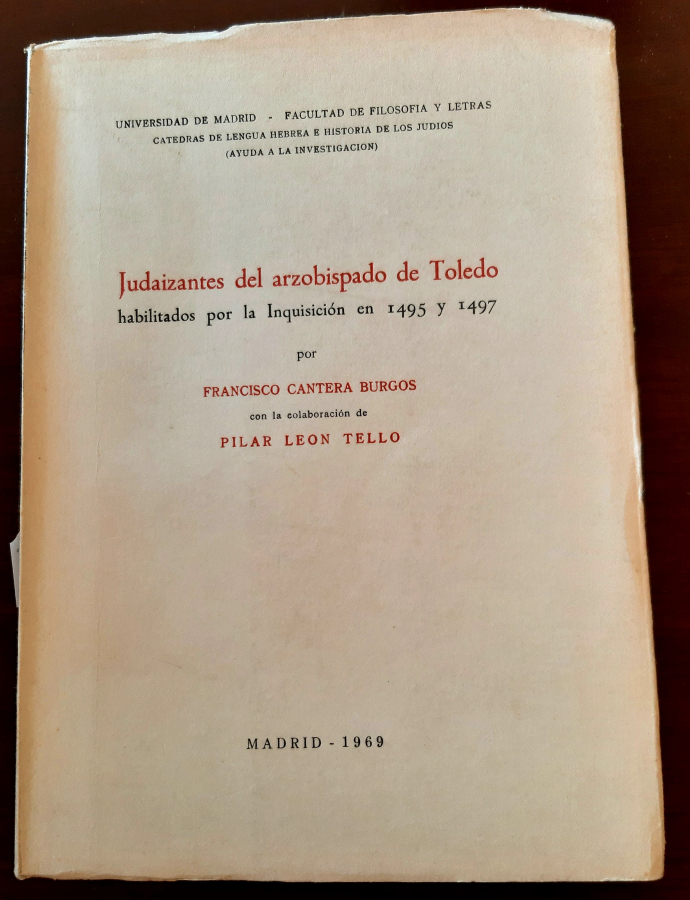 UNIVERSIDAD DE MADRID - FACULTAD DE FILOSOFIA Y LETRAS
CATEDRAS DE LENGUA HEBREA E HISTORIA DE LOS JUDIOS
(AYUDA A LA INVESTIGACION)
Judaizantes del arzobispado de Toledo
habilitados por la Inquisición en 1495 y 1497
por
FRANCISCO CANTERA BURGOS
con la colaboración de
PILAR LEON TELLO
MADRID - 1969